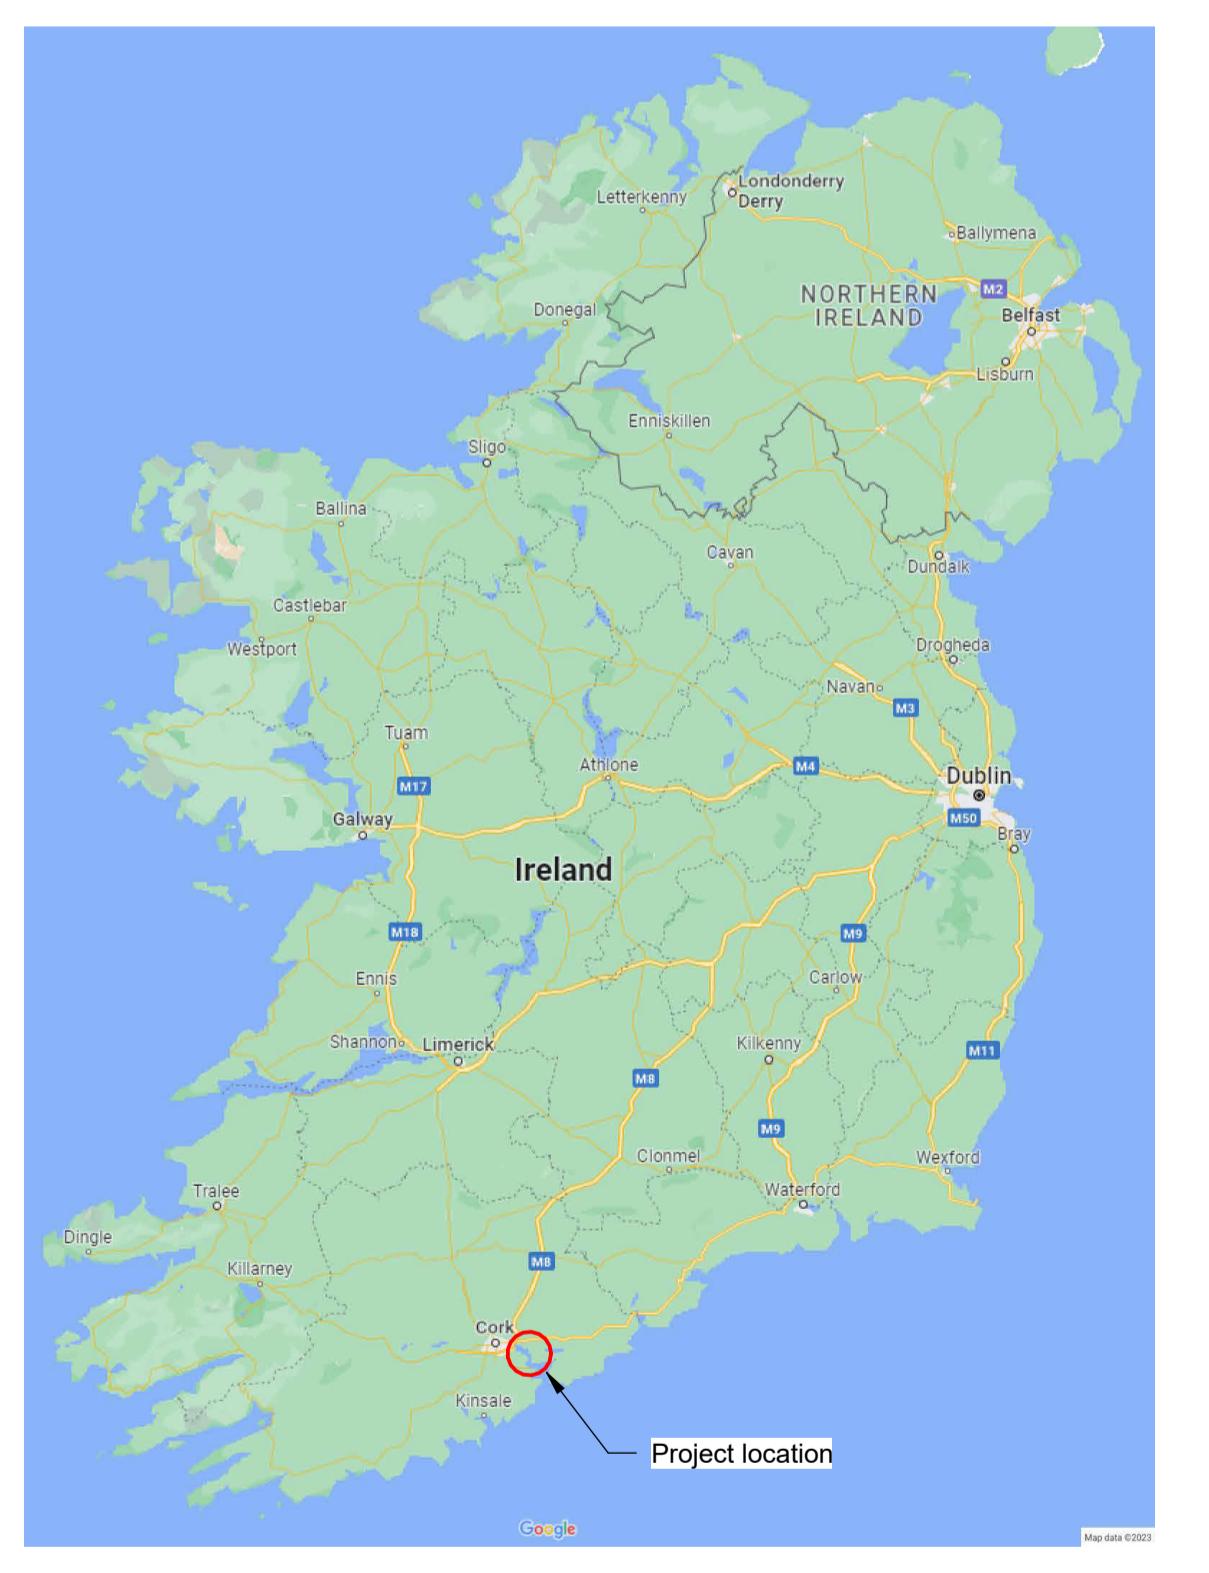 Londonderry
Derry
Letterkenny
Ballymena
M2
NORTHERN
IRELAND
Donegal
Belfast
Lisburn
Enniskillen
Sligo
Ballina
Cavan
Dundalk
Castlebar
Westport
Drogheda
Navan
M3
Tuam
Athlone
M4
Dublin
M17
Galway
M50
Bray
Ireland
M18
M9
Ennis
Carlow
Shannon
Limerick
Kilkenny
M11
M8
M9
Clonmel
Wexford
Tralee
Waterford
Dingle
Killarney
M8
Cork
Kinsale
Project location
Google
Map data ©2023